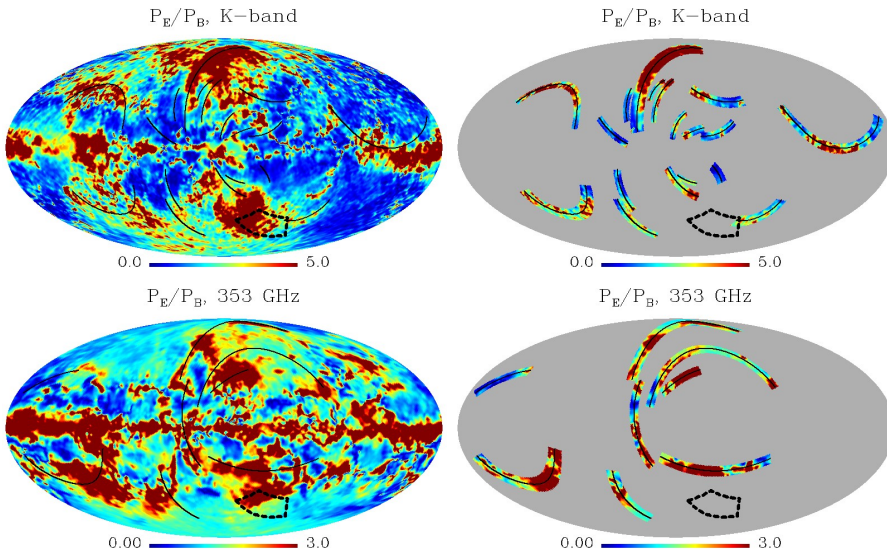 P_E/P_B, K-band
P_E/P_B, K-band
0.0 5.0
0.0 5.0
P_E/P_B, 353 GHz
P_E/P_B, 353 GHz
0.00 3.0
0.00 3.0